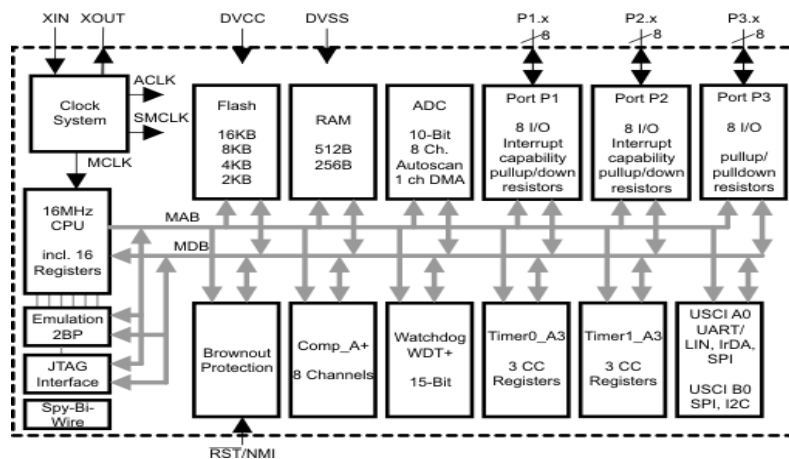 XIN XOUT DVCC DVSS P1.x P2.x P3.x
8 8 8
ACLK
Clock
System
SMCLK
MCLK
Flash
16KB
8KB
4KB
2KB
RAM
512B
256B
ADC
10-Bit
8 Ch.
Autoscan
1 ch DMA
Port P1
8 I/O
Interrupt
capability
pullup/down
resistors
Port P2
8 I/O
Interrupt
capability
pullup/down
resistors
Port P3
8 I/O
pullup/
pulldown
resistors
16MHz
CPU
incl. 16
Registers
MAB
MDB
Emulation
2BP
JTAG
Interface
Spy-Bi-
Wire
Brownout
Protection
Comp_A+
8 Channels
Watchdog
WDT+
15-Bit
Timer0_A3
3 CC
Registers
Timer1_A3
3 CC
Registers
USCI A0
UART/
LIN, IrDA,
SPI
USCI B0
SPI, I2C
RST/NMI